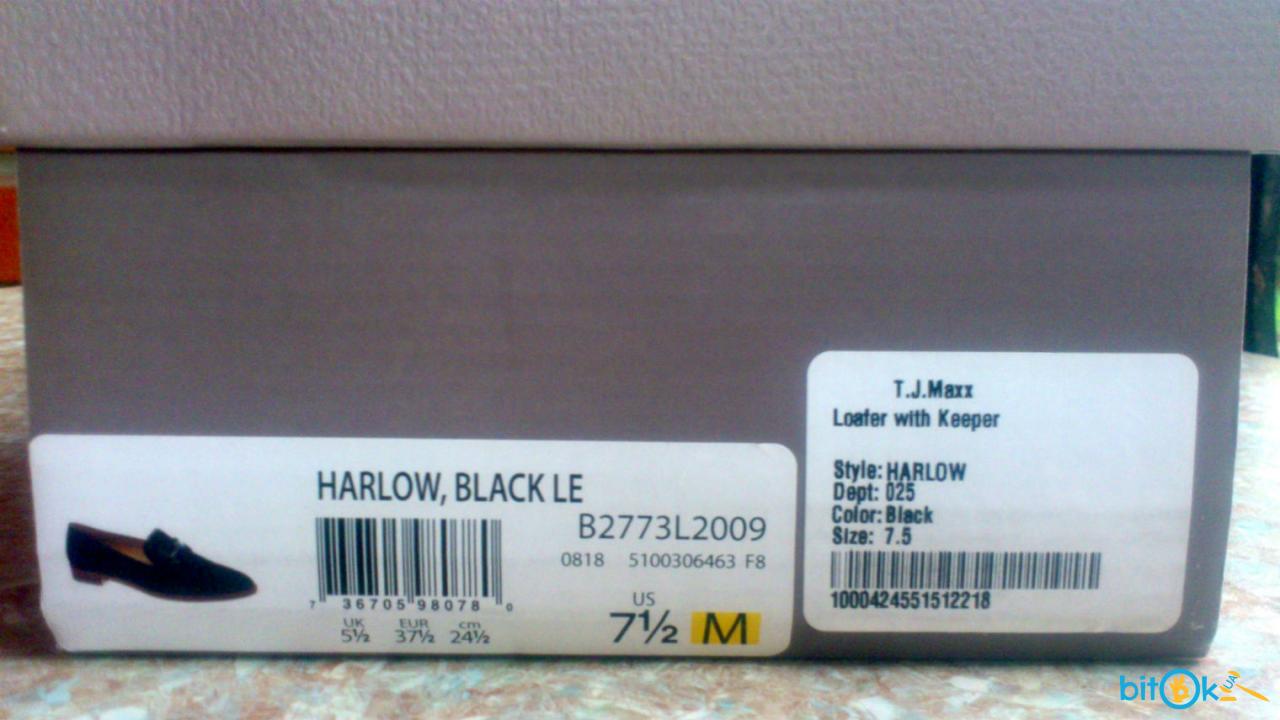 HARLOW, BLACK LE
B2773L2009
0818 5100306463 F8
7 36705 98078 0
UK EUR cm
5½ 37½ 24½
US
7½ M
T.J.Maxx
Loafer with Keeper
Style: HARLOW
Dept: 025
Color: Black
Size: 7.5
1000424551512218
bitOk UA